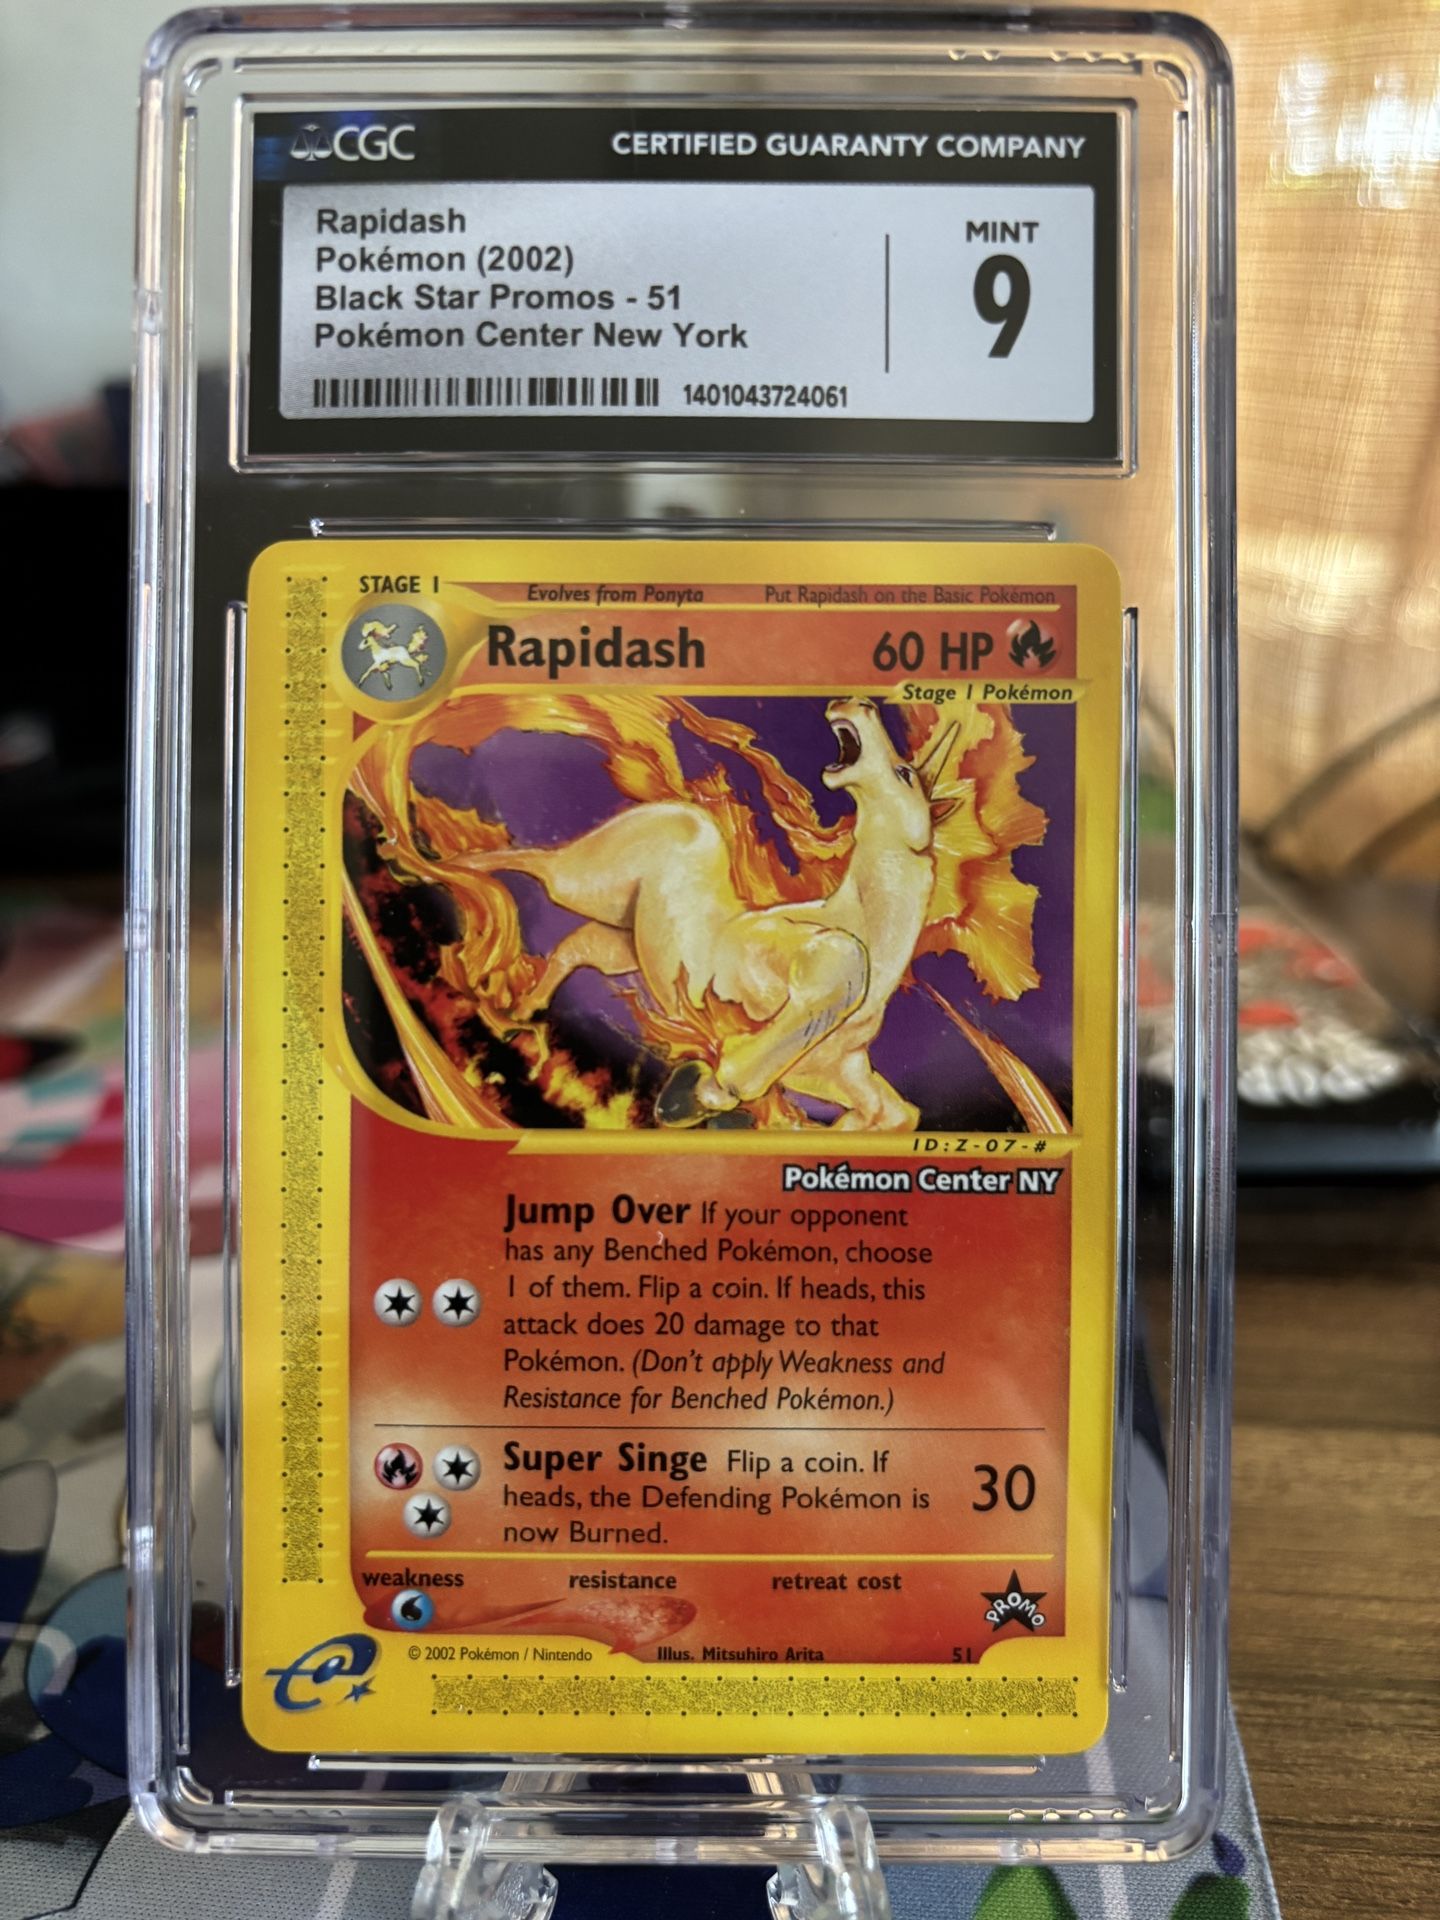 CGC
CERTIFIED GUARANTY COMPANY
Rapidash
Pokémon (2002)
Black Star Promos - 51
Pokémon Center New York
1401043724061
MINT
9
STAGE 1
Evolves from Ponyta
Put Rapidash on the Basic Pokémon
Rapidash
60 HP
Stage 1 Pokémon
ID:Z-07-#
Pokémon Center NY
Jump Over If your opponent
has any Benched Pokémon, choose
1 of them. Flip a coin. If heads, this
attack does 20 damage to that
Pokémon. (Don't apply Weakness and
Resistance for Benched Pokémon.)
Super Singe Flip a coin. If
heads, the Defending Pokémon is
now Burned.
30
weakness
resistance
retreat cost
PROMO
© 2002 Pokémon / Nintendo
Illus. Mitsuhiro Arita
51
e